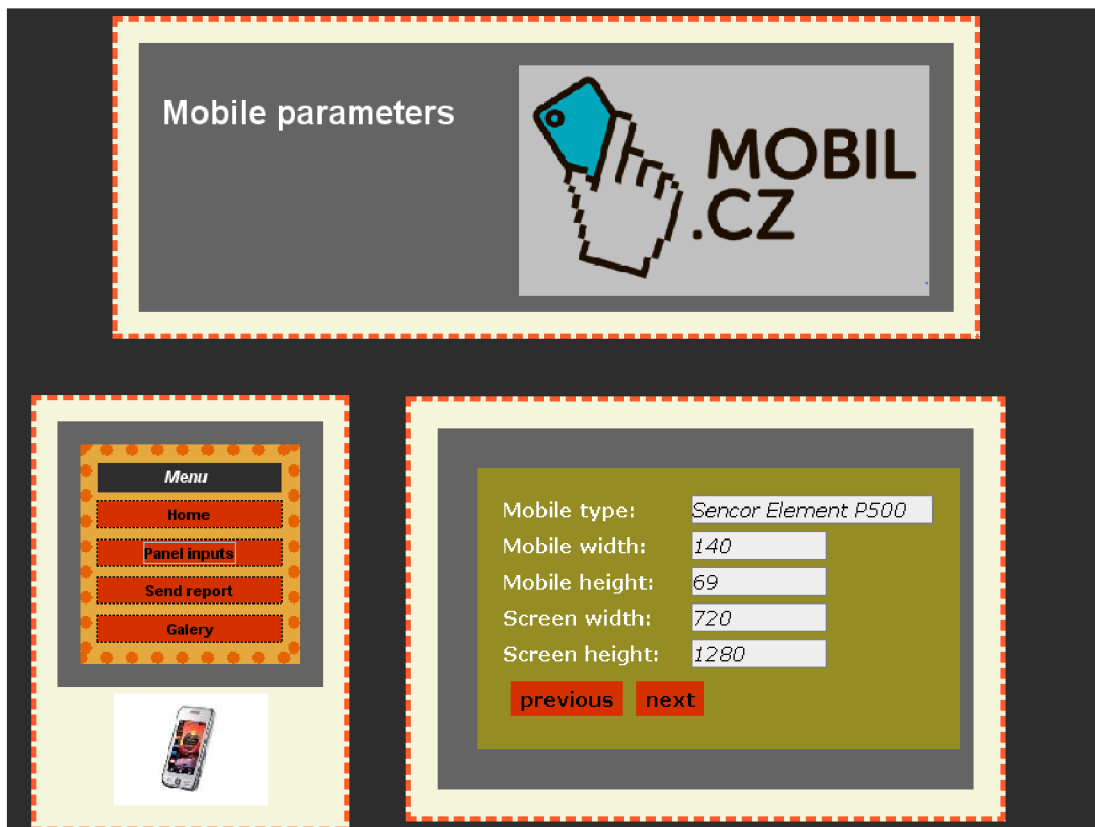 Mobile parameters
MOBIL
.CZ
Menu
Home
Panel inputs
Send report
Galery
Mobile type: Sencor Element P500
Mobile width: 140
Mobile height: 69
Screen width: 720
Screen height: 1280
previous next